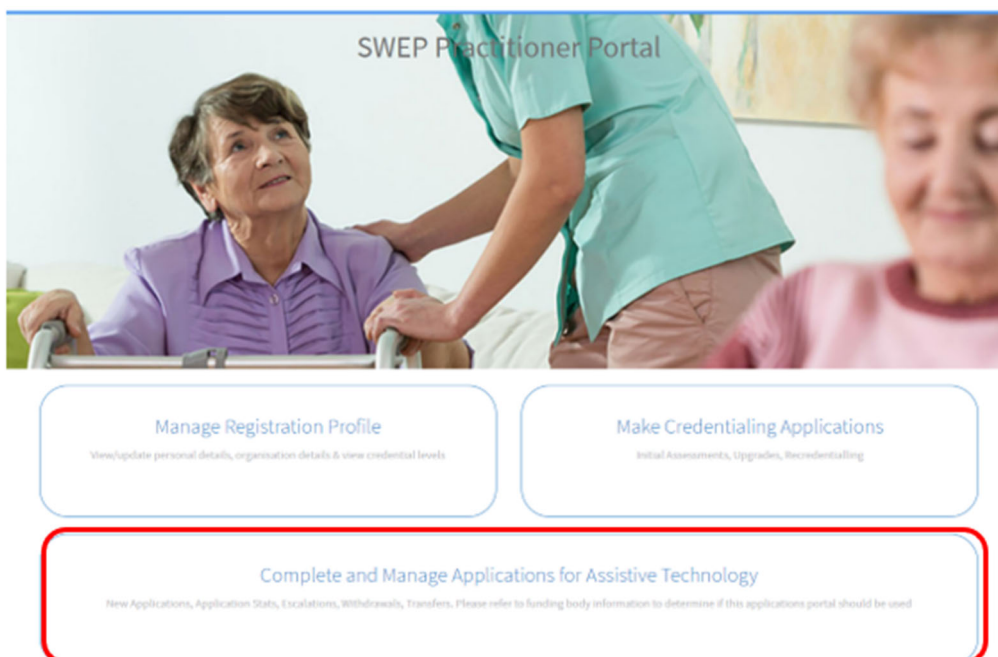 SWEP Practitioner Portal
Manage Registration Profile
View/update personal details, organisation details & view credential levels
Make Credentialing Applications
Initial Assessments, Upgrades, Recredentialling
Complete and Manage Applications for Assistive Technology
New Applications, Application Stats, Escalations, Withdrawals, Transfers. Please refer to funding body information to determine if this applications portal should be used